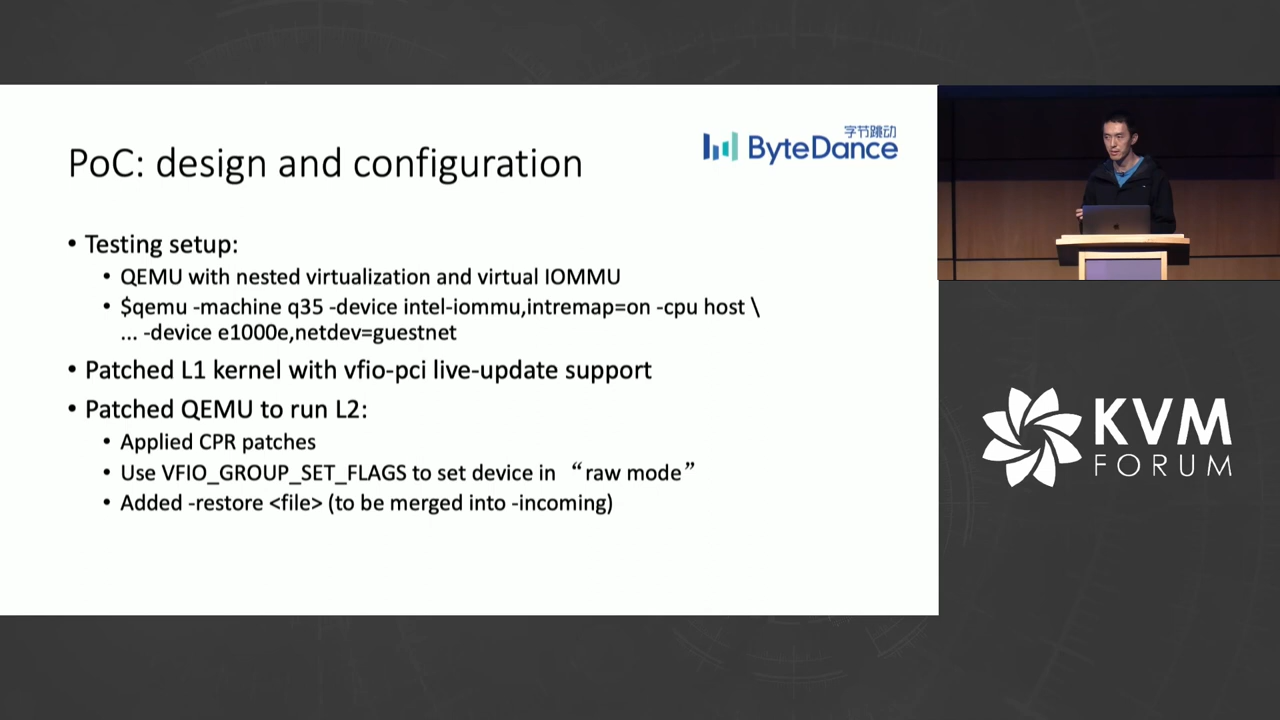 PoC: design and configuration
字节跳动
ByteDance
• Testing setup:
• QEMU with nested virtualization and virtual IOMMU
• $qemu -machine q35 -device intel-iommu,intremap=on -cpu host \
... -device e1000e,netdev=guestnet
• Patched L1 kernel with vfio-pci live-update support
• Patched QEMU to run L2:
• Applied CPR patches
• Use VFIO_GROUP_SET_FLAGS to set device in “raw mode”
• Added -restore <file> (to be merged into -incoming)
KVM
FORUM